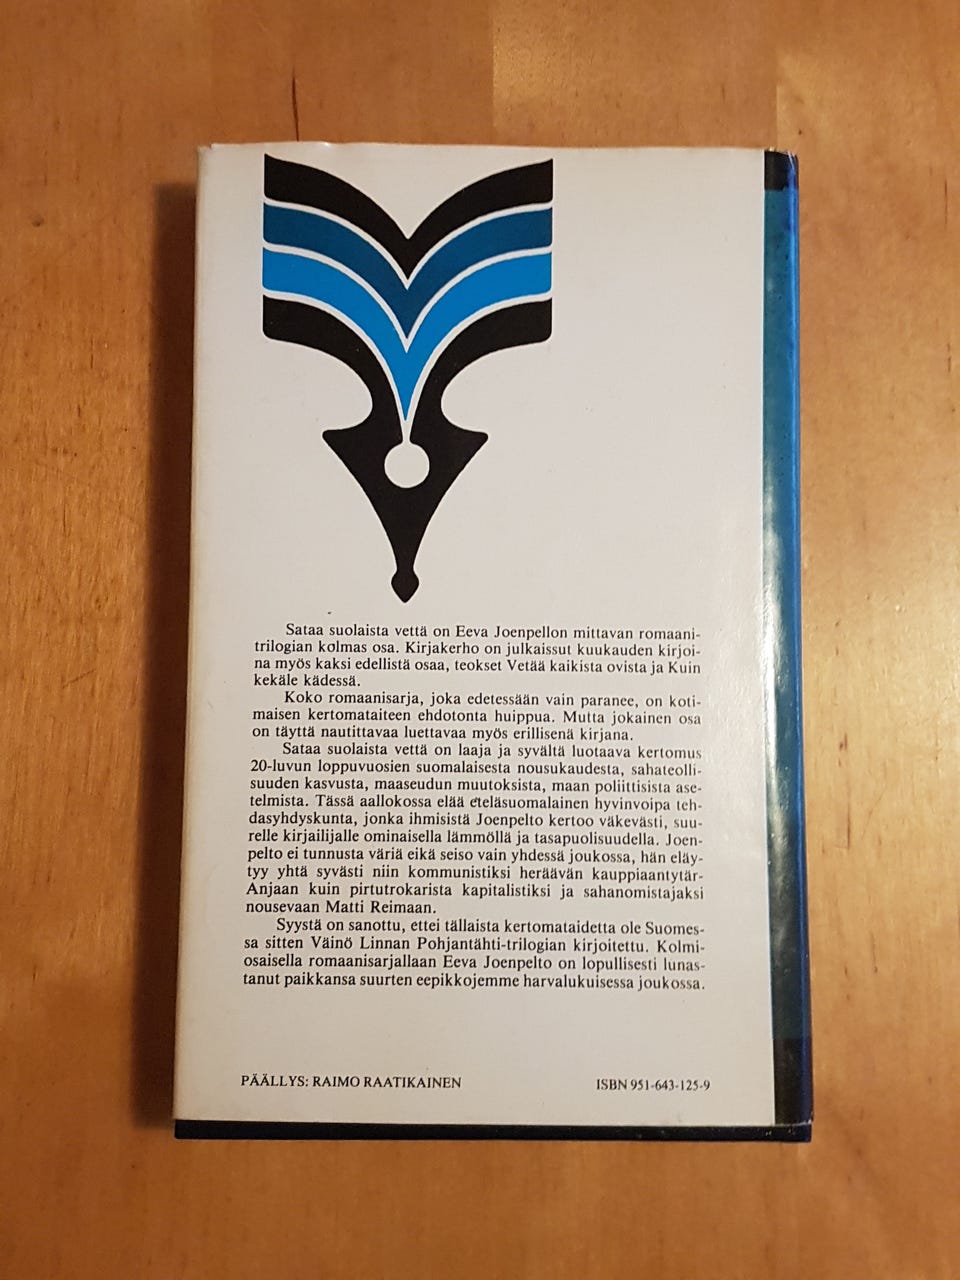 Sataa suolaista vettä on Eeva Joenpellon mittavan romaani-
trilogian kolmas osa. Kirjakerho on julkaissut kuukauden kirjoi-
na myös kaksi edellistä osaa, teokset Vetää kaikista ovista ja Kuin
kekäle kädessä.
Koko romaanisarja, joka edetessään vain paranee, on koti-
maisen kertomataiteen ehdotonta huippua. Mutta jokainen osa
on täyttä nautittavaa luettavaa myös erillisenä kirjana.
Sataa suolaista vettä on laaja ja syvältä luotaava kertomus
20-luvun loppuvuosien suomalaisesta nousukaudesta, sahateolli-
suuden kasvusta, maaseudun muutoksista, maan poliittisista ase-
telmista. Tässä aallokossa elää eteläsuomalainen hyvinvoipa teh-
dasyhdyskunta, jonka ihmisistä Joenpelto kertoo väkevästi, suu-
relle kirjailijalle ominaisella lämmöllä ja tasapuolisuudella. Joen-
pelto ei tunnusta väriä eikä seiso vain yhdessä joukossa, hän eläy-
tyy yhtä syvästi niin kommunistiksi heräävän kauppiaantytär-
Anjaan kuin pirtutrokarista kapitalistiksi ja sahanomistajaksi
nousevaan Matti Reimaan.
Syystä on sanottu, ettei tällaista kertomataidetta ole Suomes-
sa sitten Väinö Linnan Pohjantähti-trilogian kirjoitettu. Kolmi-
osaisella romaanisarjallaan Eeva Joenpelto on lopullisesti lunas-
tanut paikkansa suurten eepikkojemme harvalukuisessa joukossa.
PÄÄLLYS: RAIMO RAATIKAINEN
ISBN 951-643-125-9